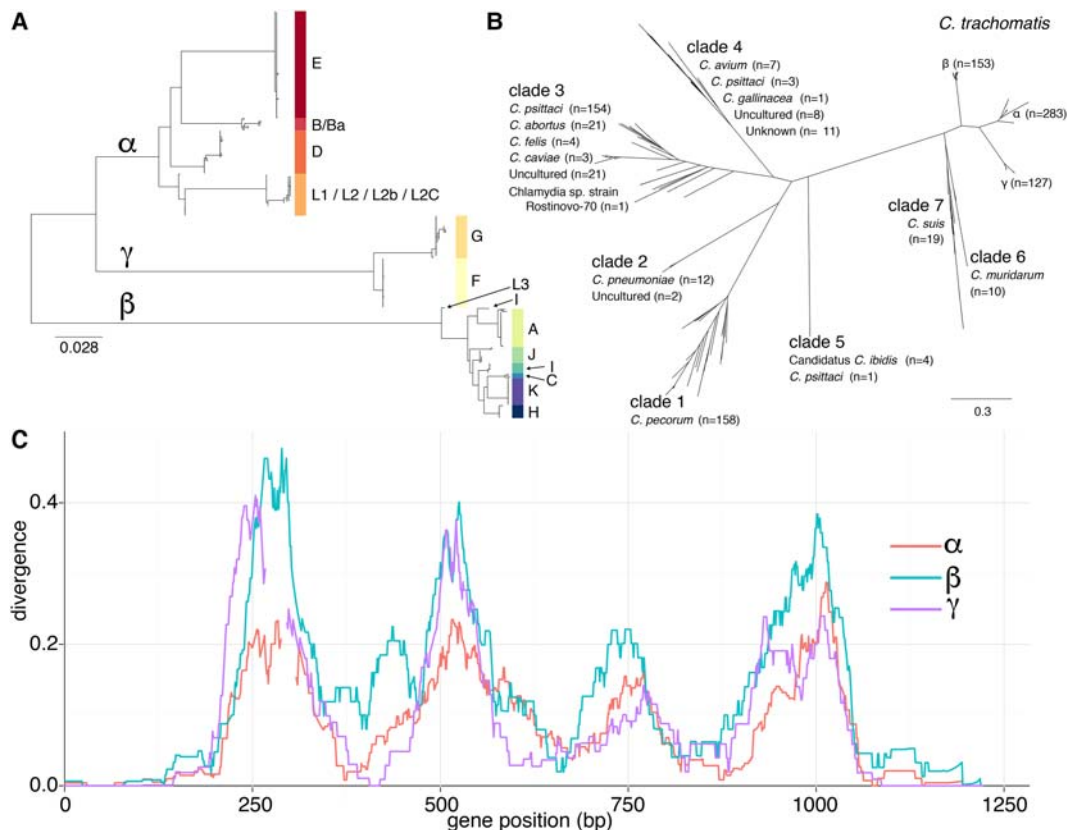 A
E
B/Ba
D
L1 / L2 / L2b / L2C
α
G
γ
F
L3
I
β
A
J
I
C
K
H
0.028
B
C. trachomatis
clade 4
C. avium (n=7)
C. psittaci (n=3)
C. gallinacea (n=1)
Uncultured (n=8)
Unknown (n= 11)
β (n=153)
α (n=283)
γ (n=127)
clade 3
C. psittaci (n=154)
C. abortus (n=21)
C. felis (n=4)
C. caviae (n=3)
Uncultured (n=21)
Chlamydia sp. strain
Rostinovo-70 (n=1)
clade 7
C. suis
(n=19)
clade 6
C. muridarum
(n=10)
clade 2
C. pneumoniae (n=12)
Uncultured (n=2)
clade 5
Candidatus C. ibidis (n=4)
C. psittaci (n=1)
clade 1
C. pecorum (n=158)
0.3
C
divergence
0.4
0.2
0.0
α
β
γ
0
250
500
750
1000
1250
gene position (bp)